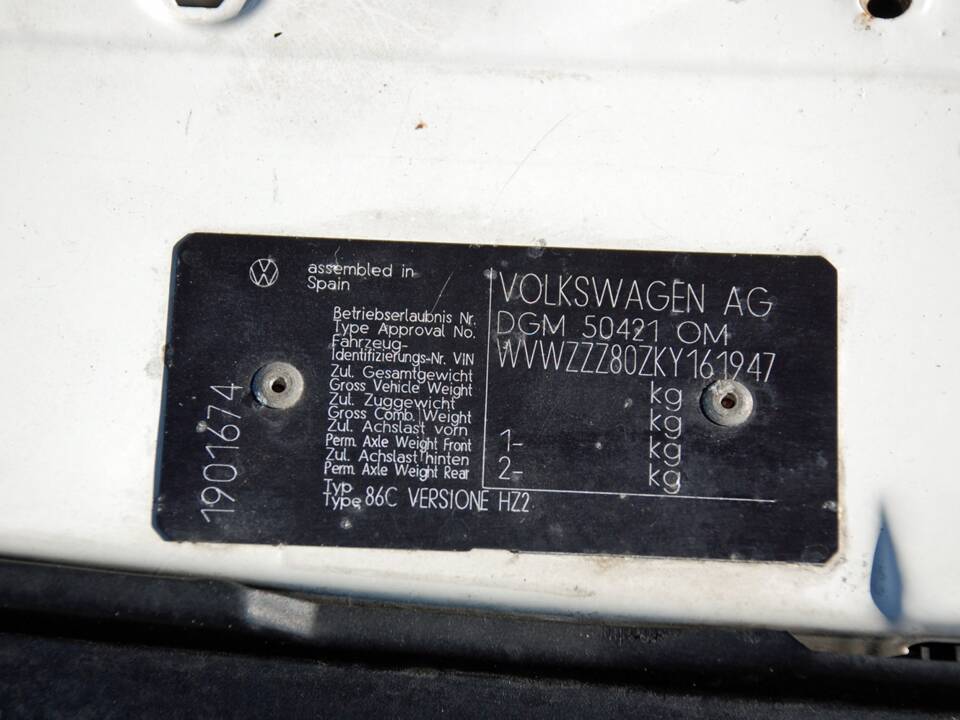 assembled in
Spain
VOLKSWAGEN AG
Betriebserlaubnis Nr.
Type Approval No. DGM 50421 OM
Fahrzeug-
Identifizierungs-Nr. VIN WVWZZZ80ZKY161947
Zul. Gesamtgewicht
Gross Vehicle Weight kg
Zul. Zuggewicht
Gross Comb. Weight kg
Zul. Achslast vorn
Perm. Axle Weight Front 1- kg
Zul. Achslast hinten
Perm. Axle Weight Rear 2- kg
Typ
Type 86C VERSIONE HZ2
1901674